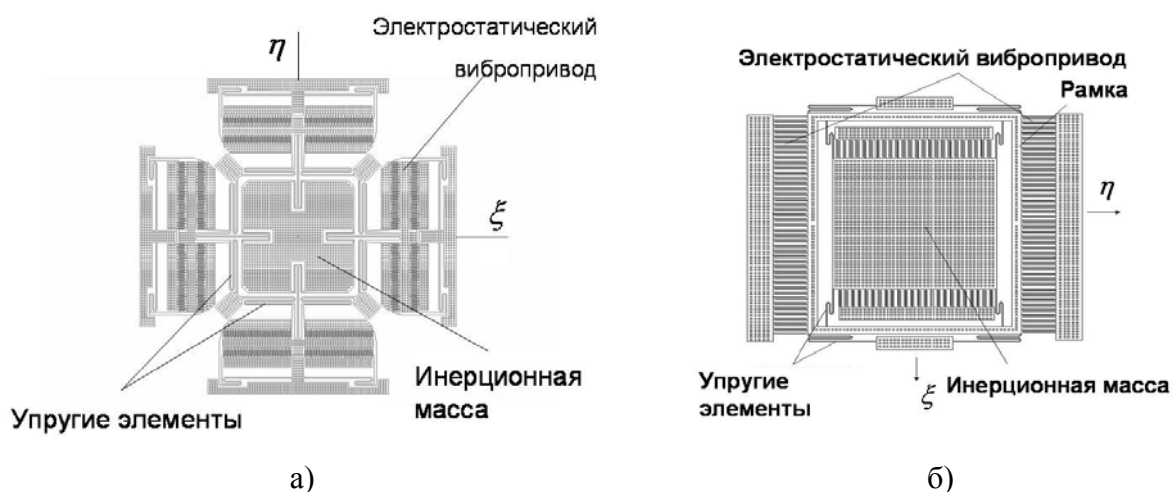 Электростатический
вибропривод
η
ξ
Упругие элементы
Инерционная
масса
а)
Электростатический вибропривод
Рамка
η
Упругие
элементы
ξ
Инерционная масса
б)